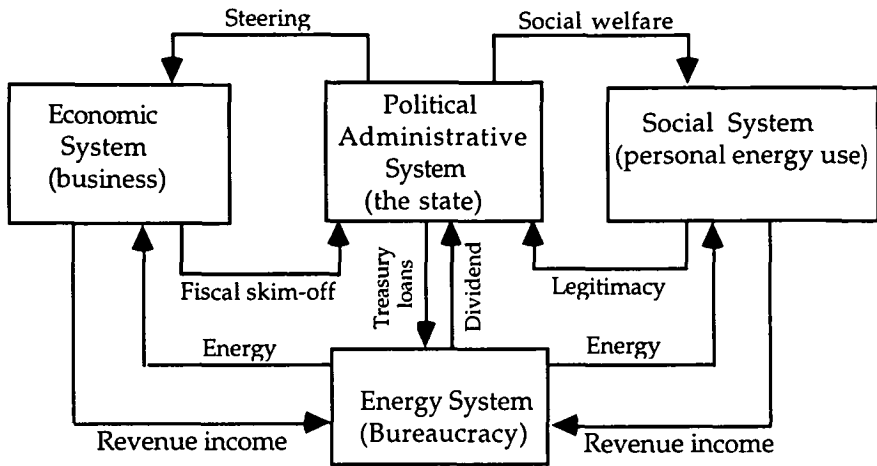 Steering
Social welfare
Economic
System
(business)
Political
Administrative
System
(the state)
Social System
(personal energy use)
Fiscal skim-off
Treasury
loans
Dividend
Legitimacy
Energy
Energy
Energy System
(Bureaucracy)
Revenue income
Revenue income